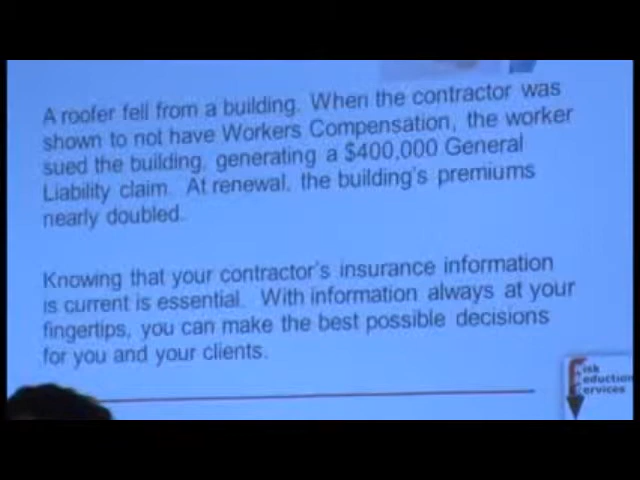 A roofer fell from a building. When the contractor was
shown to not have Workers Compensation, the worker
sued the building, generating a $400,000 General
Liability claim. At renewal, the building's premiums
nearly doubled.
Knowing that your contractor's insurance information
is current is essential. With information always at your
fingertips, you can make the best possible decisions
for you and your clients.
isk
eduction
ervices